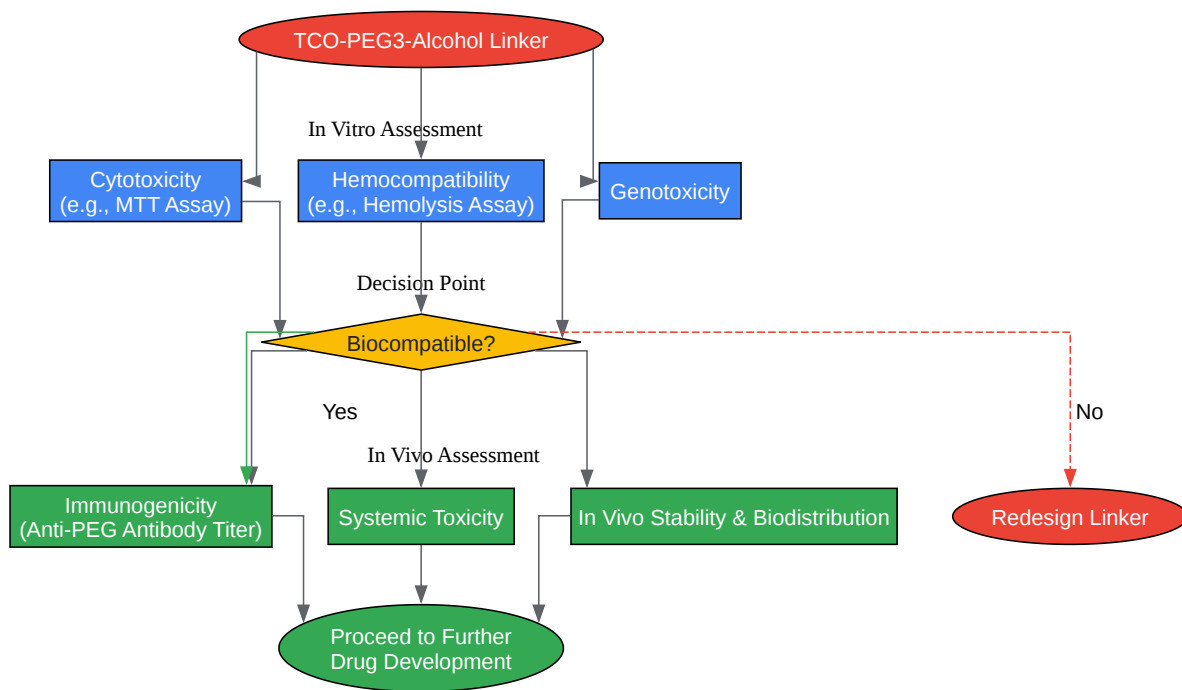 TCO-PEG3-Alcohol Linker
In Vitro Assessment
Cytotoxicity
(e.g., MTT Assay)
Hemocompatibility
(e.g., Hemolysis Assay)
Genotoxicity
Decision Point
Biocompatible?
Yes
No
In Vivo Assessment
Immunogenicity
(Anti-PEG Antibody Titer)
Systemic Toxicity
In Vivo Stability & Biodistribution
Redesign Linker
Proceed to Further
Drug Development